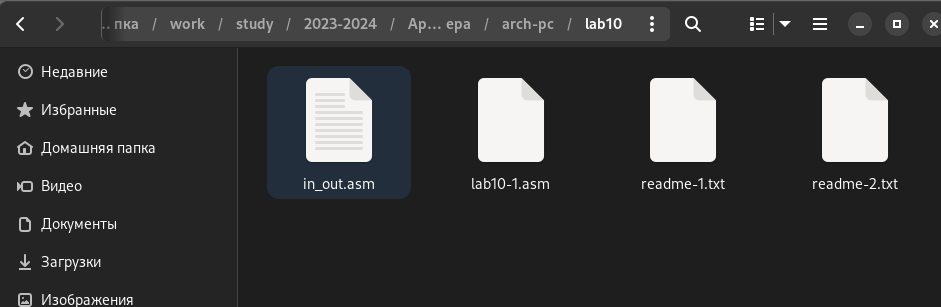 ..пка / work / study / 2023-2024 / Ар… ера / arch-pc / lab10
Недавние
Избранные
Домашняя папка
Видео
Документы
Загрузки
Изображения
in_out.asm
lab10-1.asm
readme-1.txt
readme-2.txt